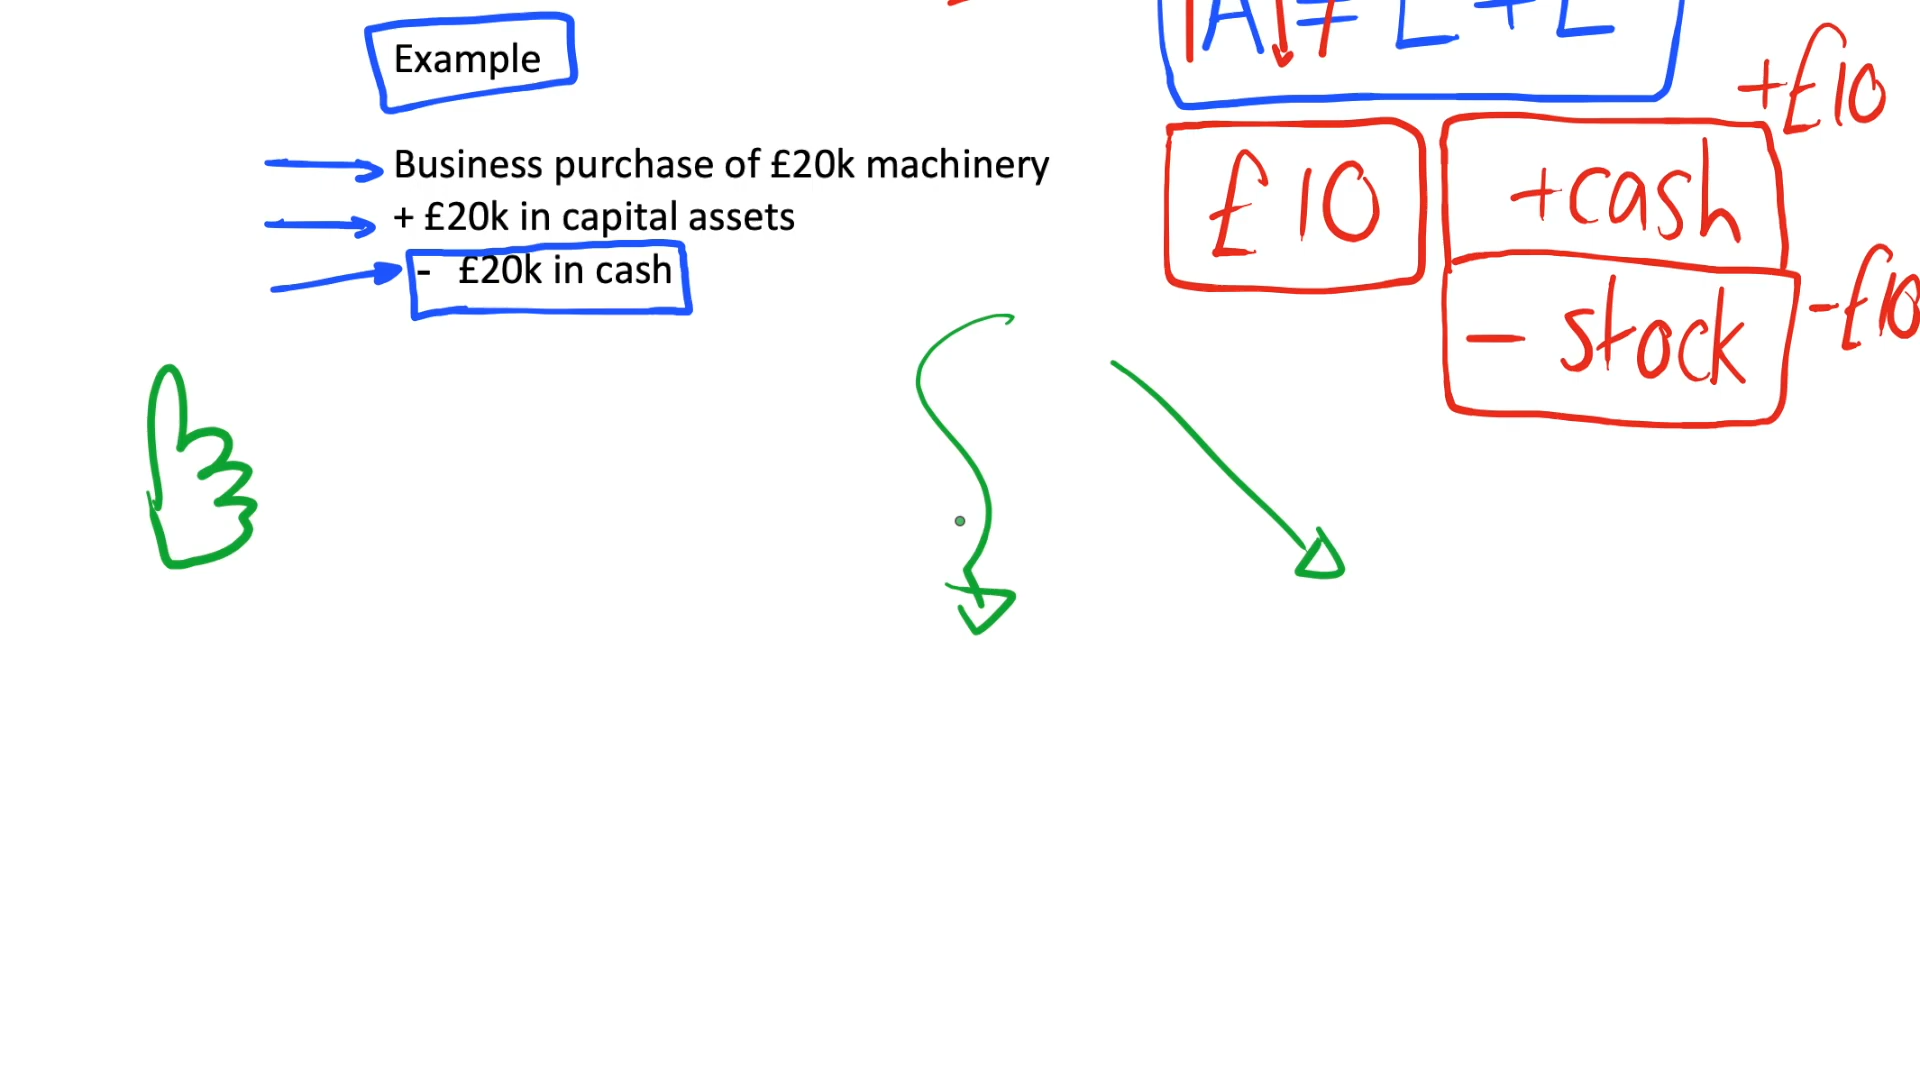 Example
Business purchase of £20k machinery
+ £20k in capital assets
- £20k in cash
+£10
£10
+cash
- stock
-£10